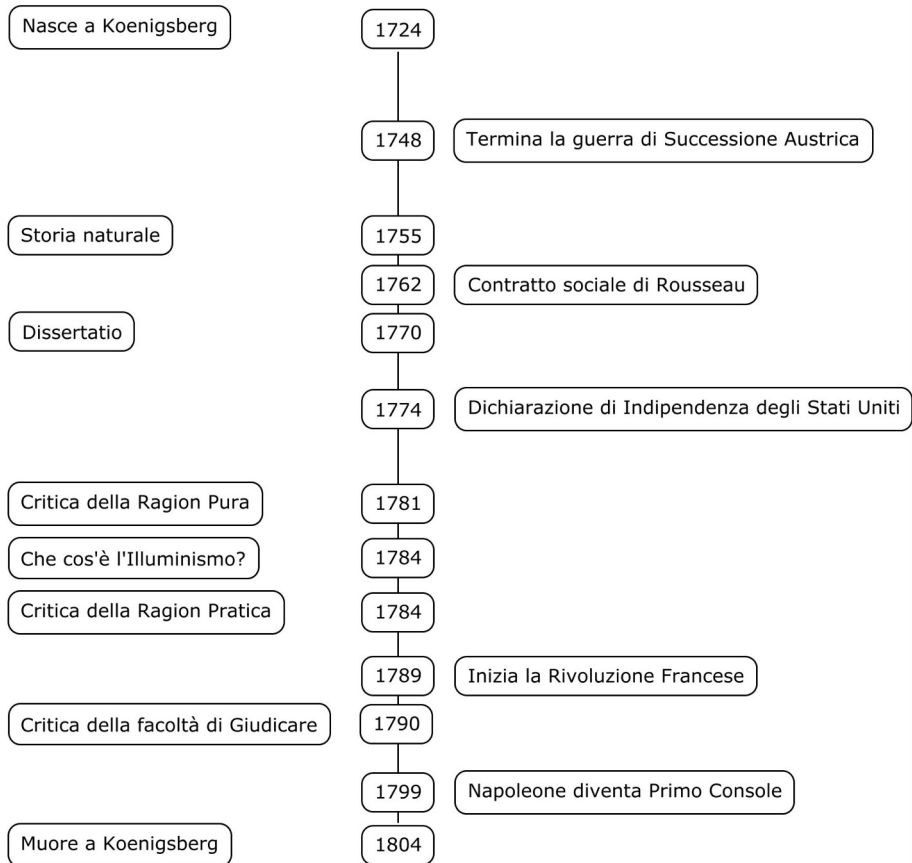 Nasce a Koenigsberg 1724
1748 Termina la guerra di Successione Austrica
Storia naturale 1755
1762 Contratto sociale di Rousseau
Dissertatio 1770
1774 Dichiarazione di Indipendenza degli Stati Uniti
Critica della Ragion Pura 1781
Che cos'è l'Illuminismo? 1784
Critica della Ragion Pratica 1784
1789 Inizia la Rivoluzione Francese
Critica della facoltà di Giudicare 1790
1799 Napoleone diventa Primo Console
Muore a Koenigsberg 1804